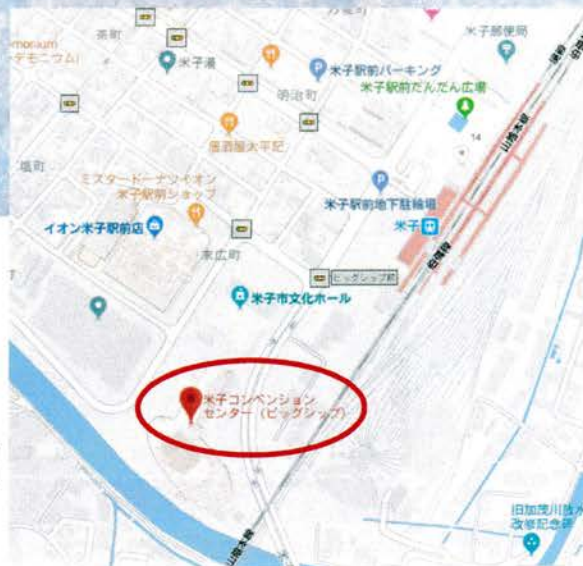 茶町
米子湯
米子郵便局
米子駅前パーキング
米子駅前だんだん広場
明治町
居酒屋太平記
14
山陰本線
塩町
ミスタードーナツイオン
米子駅前ショップ
米子駅前地下駐輪場
米子
イオン米子駅前店
末広町
伯備線
ビッグシップ前
米子市文化ホール
米子コンベンション
センター（ビッグシップ）
山陰本線
旧加茂川放水
改修記念碑